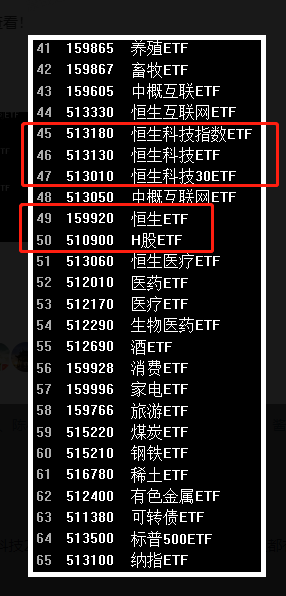 41 159865 养殖ETF
42 159867 畜牧ETF
43 159605 中概互联ETF
44 513330 恒生互联网ETF
45 513180 恒生科技指数ETF
46 513130 恒生科技ETF
47 513010 恒生科技30ETF
48 513050 中概互联网ETF
49 159920 恒生ETF
50 510900 H股ETF
51 513060 恒生医疗ETF
52 512010 医药ETF
53 512170 医疗ETF
54 512290 生物医药ETF
55 512690 酒ETF
56 159928 消费ETF
57 159996 家电ETF
58 159766 旅游ETF
59 515220 煤炭ETF
60 515210 钢铁ETF
61 516780 稀土ETF
62 512400 有色金属ETF
63 511380 可转债ETF
64 513500 标普500ETF
65 513100 纳指ETF